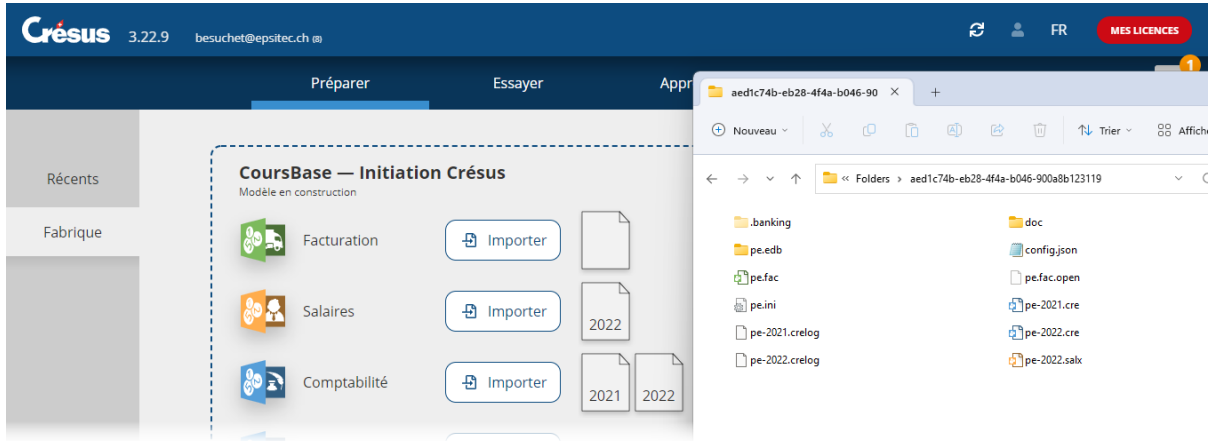 Crésus 3.22.9 besuchet@epsitec.ch (8) FR MES LICENCES
Préparer Essayer Appr
1
Récents
Fabrique
CoursBase — Initiation Crésus
Modèle en construction
Facturation Importer
Salaires Importer 2022
Comptabilité Importer 2021 2022
aed1c74b-eb28-4f4a-b046-90
Nouveau Trier Affiche
« Folders > aed1c74b-eb28-4f4a-b046-900a8b123119
.banking doc
pe.edb config.json
pe.fac pe.fac.open
pe.ini pe-2021.cre
pe-2021.crelog pe-2022.cre
pe-2022.crelog pe-2022.salx